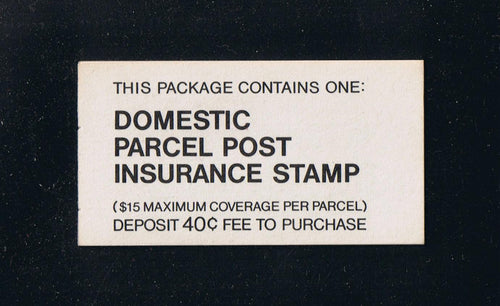 THIS PACKAGE CONTAINS ONE:
DOMESTIC
PARCEL POST
INSURANCE STAMP
($15 MAXIMUM COVERAGE PER PARCEL)
DEPOSIT 40¢ FEE TO PURCHASE